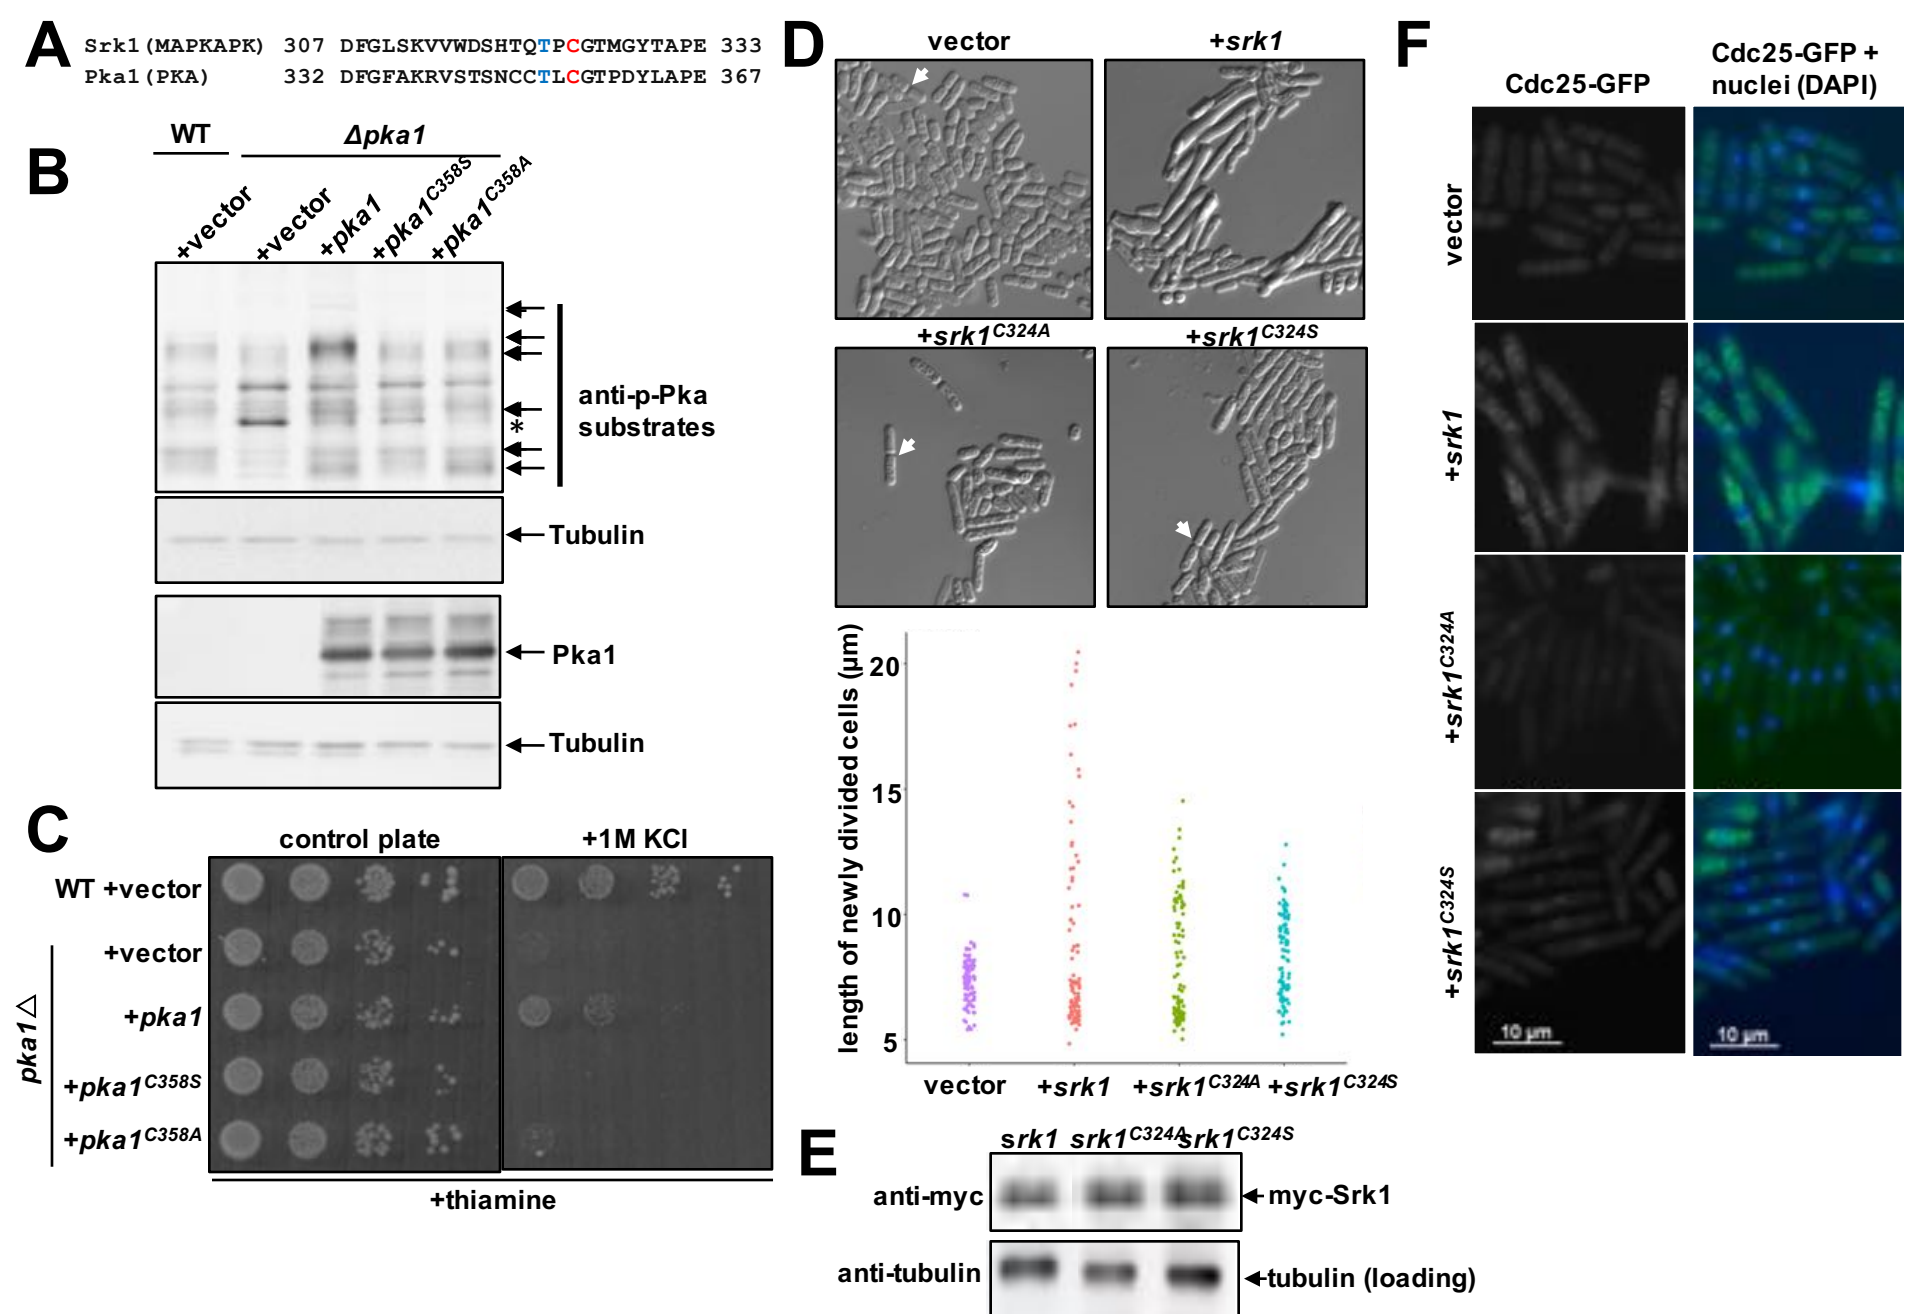 A
Srk1(MAPKAPK) 307 DFGLSKVVWDSHTQTPCGTMGYTAPE 333
Pka1(PKA) 332 DFGFAKRVSTSNCCTLCGTPDYLAPE 367
B
WT Δpka1
+vector +vector +pka1 +pka1C358S +pka1C358A
anti-p-Pka
substrates
*
Tubulin
Pka1
Tubulin
C
control plate +1M KCl
WT +vector
+vector
+pka1
+pka1C358S
+pka1C358A
pka1△
+thiamine
D
vector +srk1
+srk1C324A +srk1C324S
length of newly divided cells (µm)
20
15
10
5
vector +srk1 +srk1C324A +srk1C324S
E
srk1 srk1C324A srk1C324S
anti-myc myc-Srk1
anti-tubulin tubulin (loading)
F
Cdc25-GFP
Cdc25-GFP +
nuclei (DAPI)
vector
+srk1
+srk1C324A
+srk1C324S
10 µm 10 µm